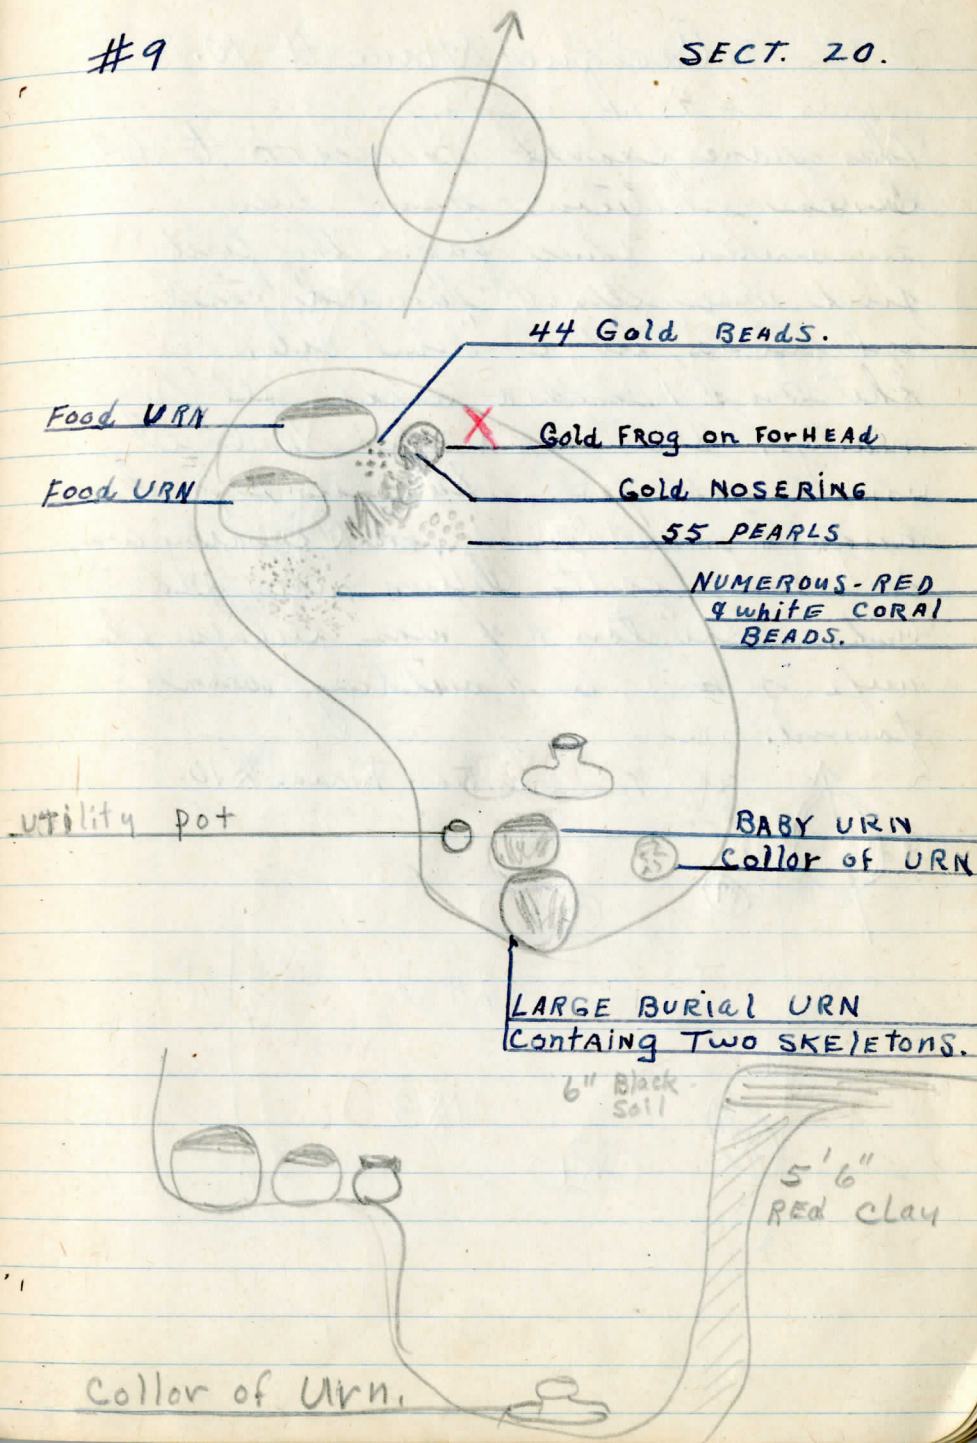 #9
SECT. 20.
44 Gold BEAdS.
Food URN
Gold FROG on ForHEAd
Food URN
Gold NOSERiNG
55 PEARLS
NUMEROUS-RED
& whitE CORAl
BEADS.
utility pot
BABY URN
Collor of URN
LARGE BURiAl URN
ContAINg Two SKElEtonS.
6" Black
Soil
5'6"
REd Clay
Collor of Urn.